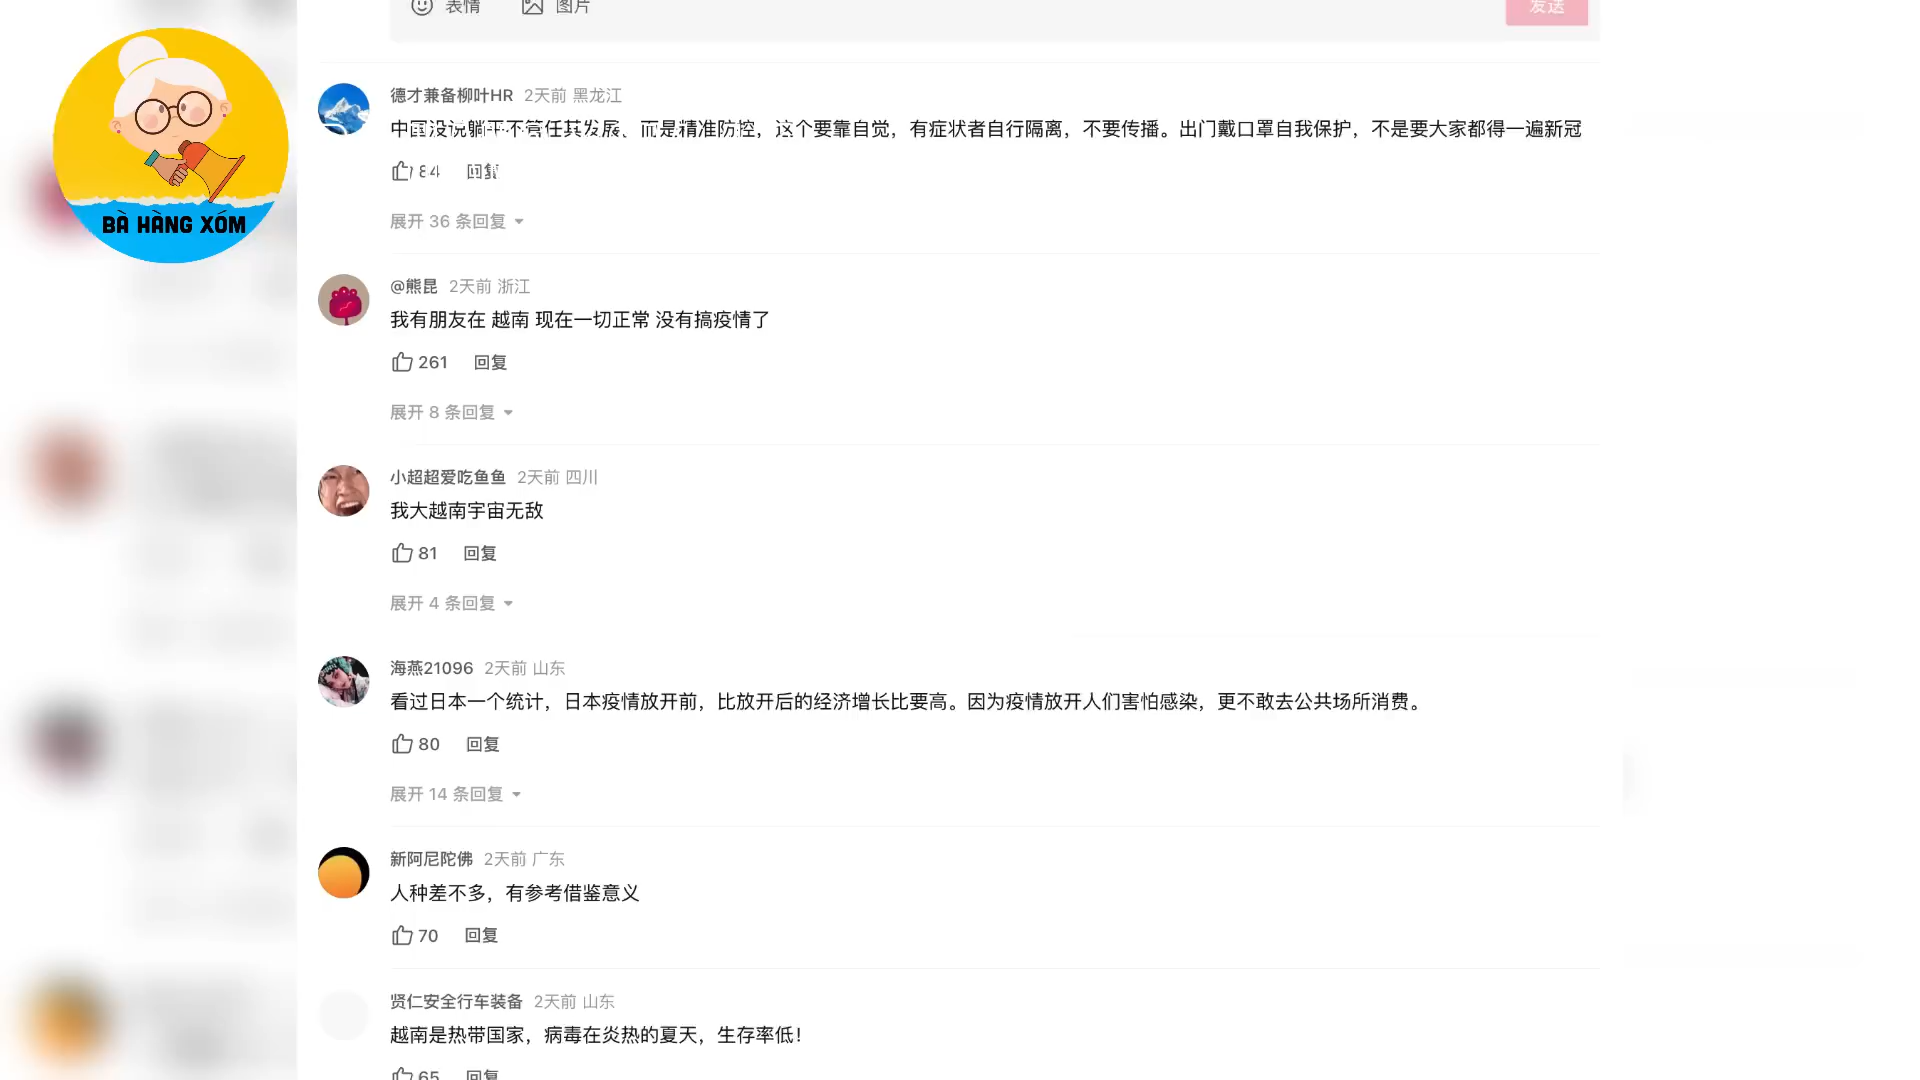 表情 图片 发送
BÀ HÀNG XÓM
德才兼备柳叶HR 2天前 黑龙江
中国没说躺平不管任其发展、而是精准防控，这个要靠自觉，有症状者自行隔离，不要传播。出门戴口罩自我保护，不是要大家都得一遍新冠
84 回复
展开 36 条回复
@熊昆 2天前 浙江
我有朋友在 越南 现在一切正常 没有搞疫情了
261 回复
展开 8 条回复
小超超爱吃鱼鱼 2天前 四川
我大越南宇宙无敌
81 回复
展开 4 条回复
海燕21096 2天前 山东
看过日本一个统计，日本疫情放开前，比放开后的经济增长比要高。因为疫情放开人们害怕感染，更不敢去公共场所消费。
80 回复
展开 14 条回复
新阿尼陀佛 2天前 广东
人种差不多，有参考借鉴意义
70 回复
贤仁安全行车装备 2天前 山东
越南是热带国家，病毒在炎热的夏天，生存率低！
65 回复